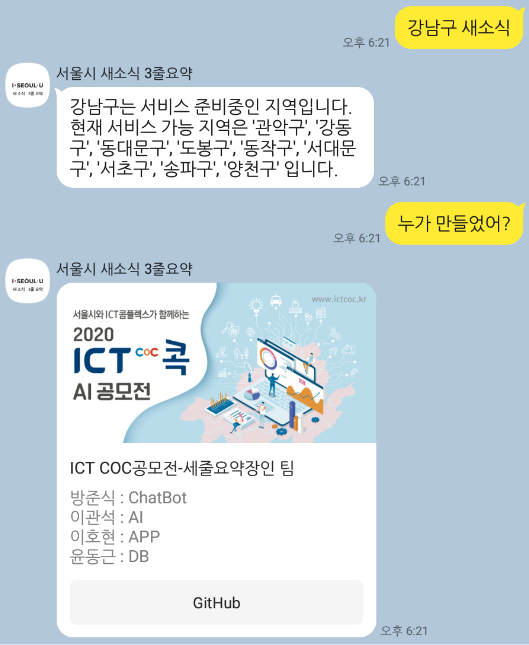 강남구 새소식
오후 6:21
I·SEOUL·U
새소식 3줄 요약
서울시 새소식 3줄요약
강남구는 서비스 준비중인 지역입니다.
현재 서비스 가능 지역은 '관악구', '강동
구', '동대문구', '도봉구', '동작구', '서대문
구', '서초구', '송파구', '양천구' 입니다.
오후 6:21
누가 만들었어?
오후 6:21
I·SEOUL·U
새소식 3줄 요약
서울시 새소식 3줄요약
www.ictcoc.kr
서울시와 ICT콤플렉스가 함께하는
2020
ICT CoC 콕
AI 공모전
ICT COC공모전-세줄요약장인 팀
방준식 : ChatBot
이관석 : AI
이호현 : APP
윤동근 : DB
GitHub
오후 6:21